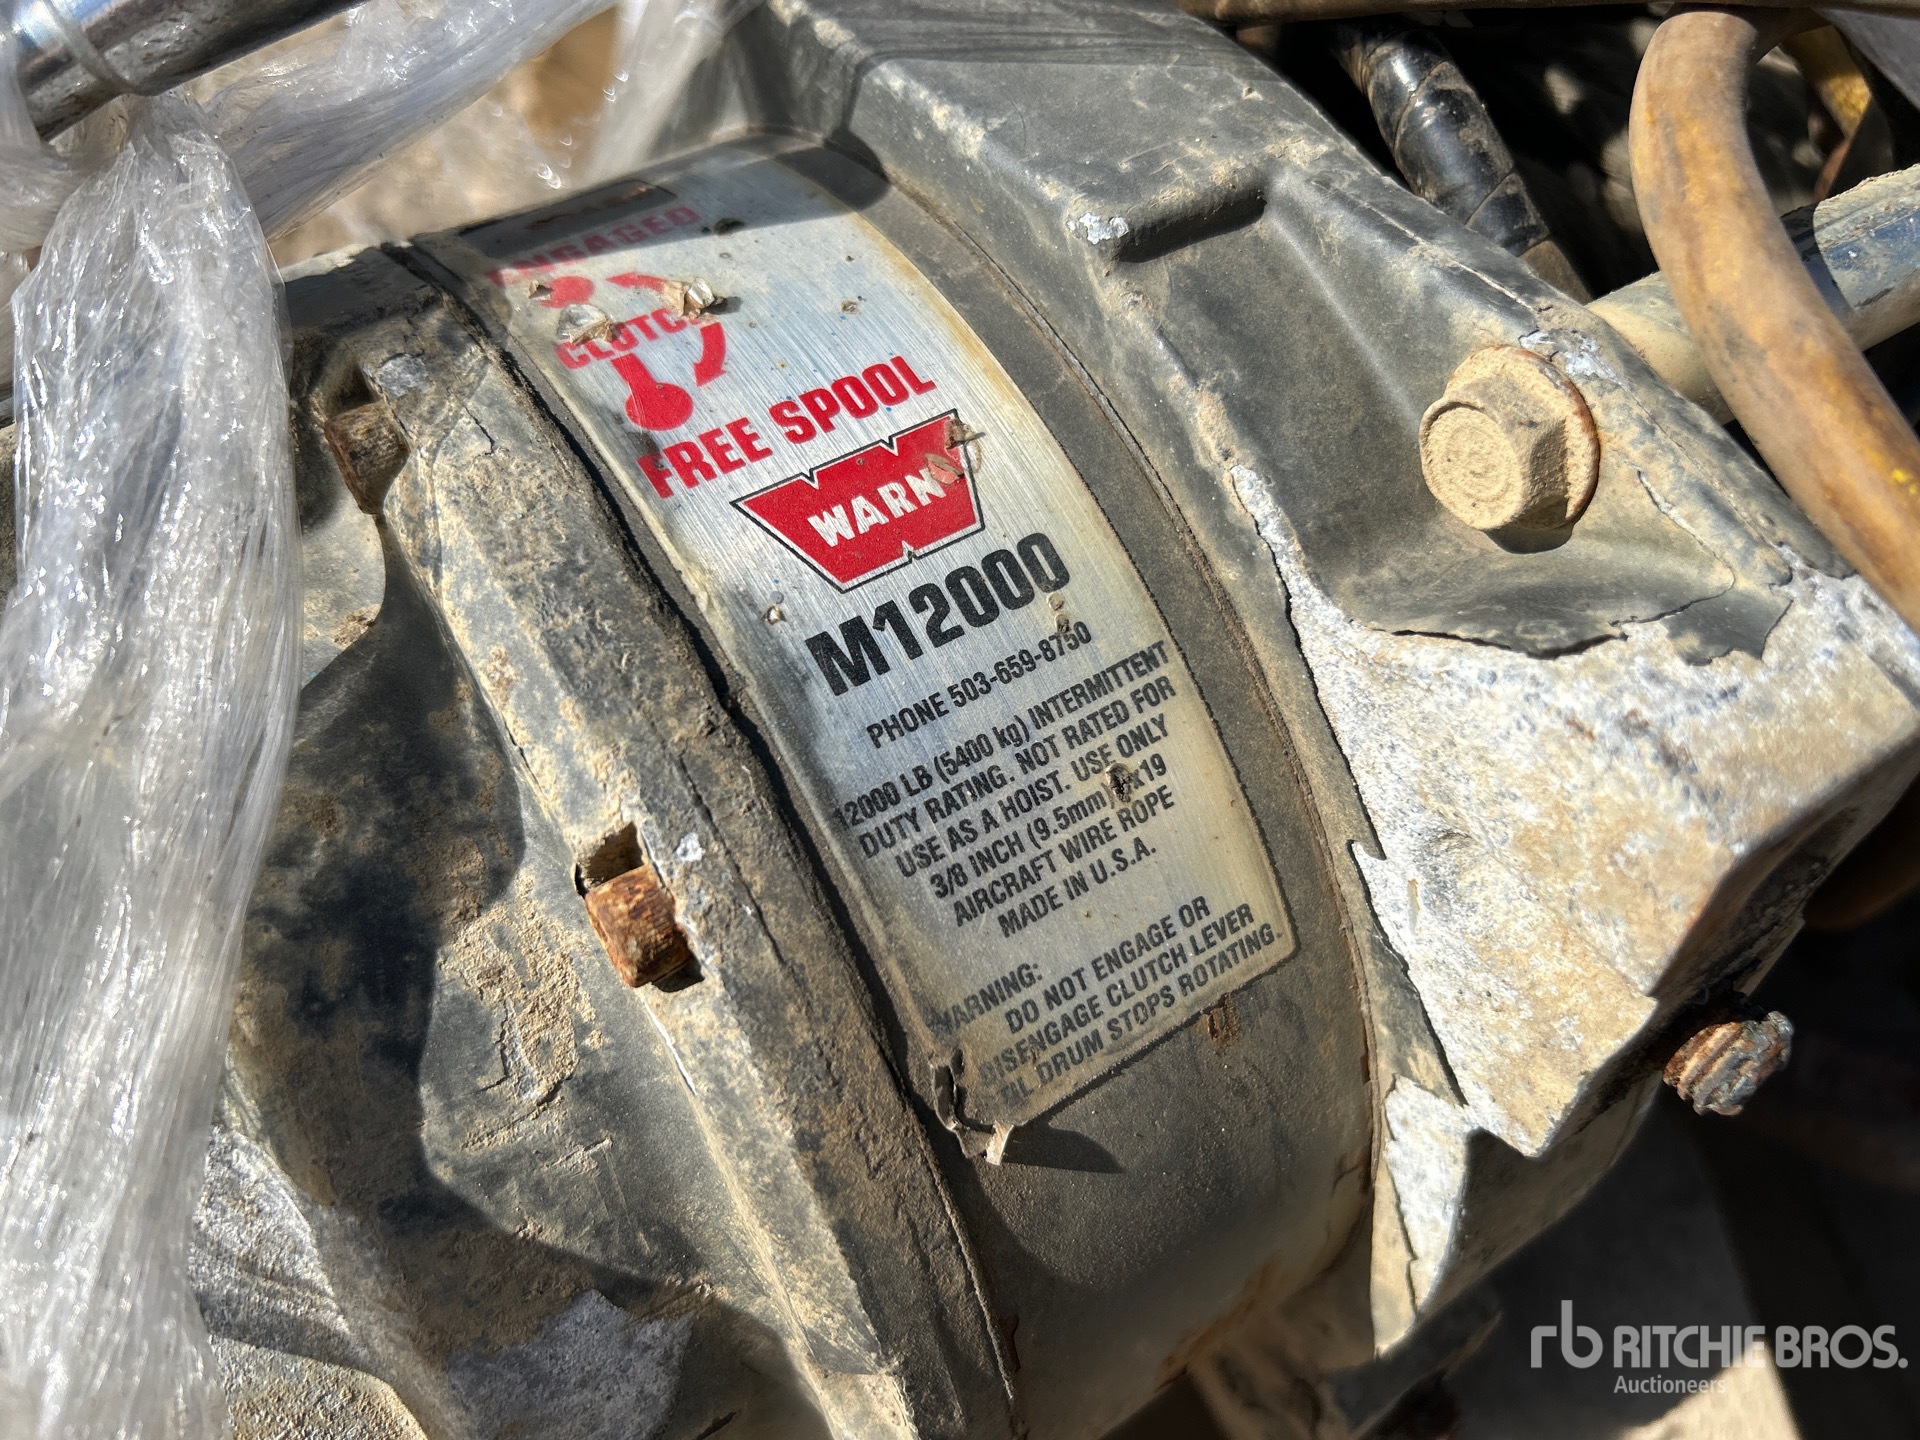 ENGAGED
CLUTCH
FREE SPOOL
WARN
M12000
PHONE 503-659-8750
12000 LB (5400 kg) INTERMITTENT
DUTY RATING. NOT RATED FOR
USE AS A HOIST. USE ONLY
3/8 INCH (9.5mm) 7x19
AIRCRAFT WIRE ROPE
MADE IN U.S.A.
WARNING:
DO NOT ENGAGE OR
DISENGAGE CLUTCH LEVER
TIL DRUM STOPS ROTATING.
rb RITCHIE BROS.
Auctioneers